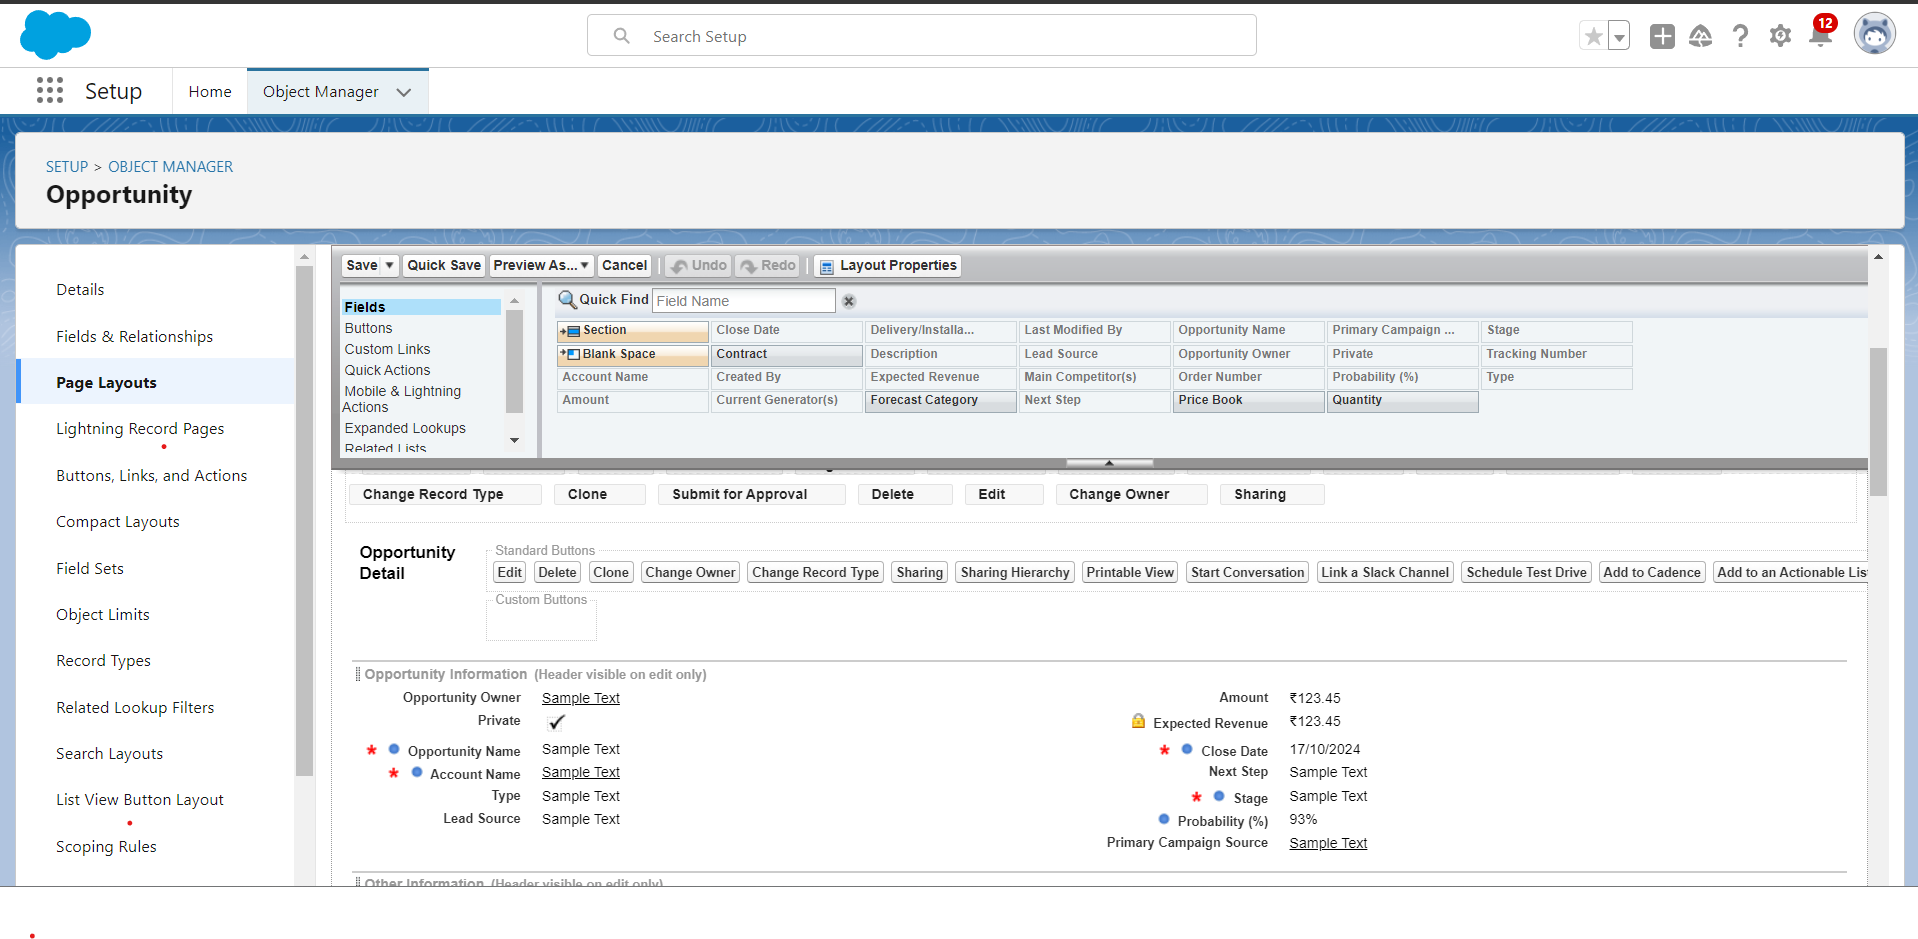 Search Setup
12
Setup
Home
Object Manager
SETUP > OBJECT MANAGER
Opportunity
Details
Fields & Relationships
Page Layouts
Lightning Record Pages
Buttons, Links, and Actions
Compact Layouts
Field Sets
Object Limits
Record Types
Related Lookup Filters
Search Layouts
List View Button Layout
Scoping Rules
Save Quick Save Preview As... Cancel Undo Redo Layout Properties
Fields
Buttons
Custom Links
Quick Actions
Mobile & Lightning
Actions
Expanded Lookups
Related Lists
Quick Find Field Name
Section Close Date Delivery/Installa... Last Modified By Opportunity Name Primary Campaign ... Stage
Blank Space Contract Description Lead Source Opportunity Owner Private Tracking Number
Account Name Created By Expected Revenue Main Competitor(s) Order Number Probability (%) Type
Amount Current Generator(s) Forecast Category Next Step Price Book Quantity
Change Record Type Clone Submit for Approval Delete Edit Change Owner Sharing
Opportunity
Detail
Standard Buttons
Edit Delete Clone Change Owner Change Record Type Sharing Sharing Hierarchy Printable View Start Conversation Link a Slack Channel Schedule Test Drive Add to Cadence Add to an Actionable Lis
Custom Buttons
Opportunity Information (Header visible on edit only)
Opportunity Owner Sample Text Amount ₹123.45
Private Expected Revenue ₹123.45
* Opportunity Name Sample Text * Close Date 17/10/2024
* Account Name Sample Text Next Step Sample Text
Type Sample Text * Stage Sample Text
Lead Source Sample Text Probability (%) 93%
Primary Campaign Source Sample Text
Other Information (Header visible on edit only)